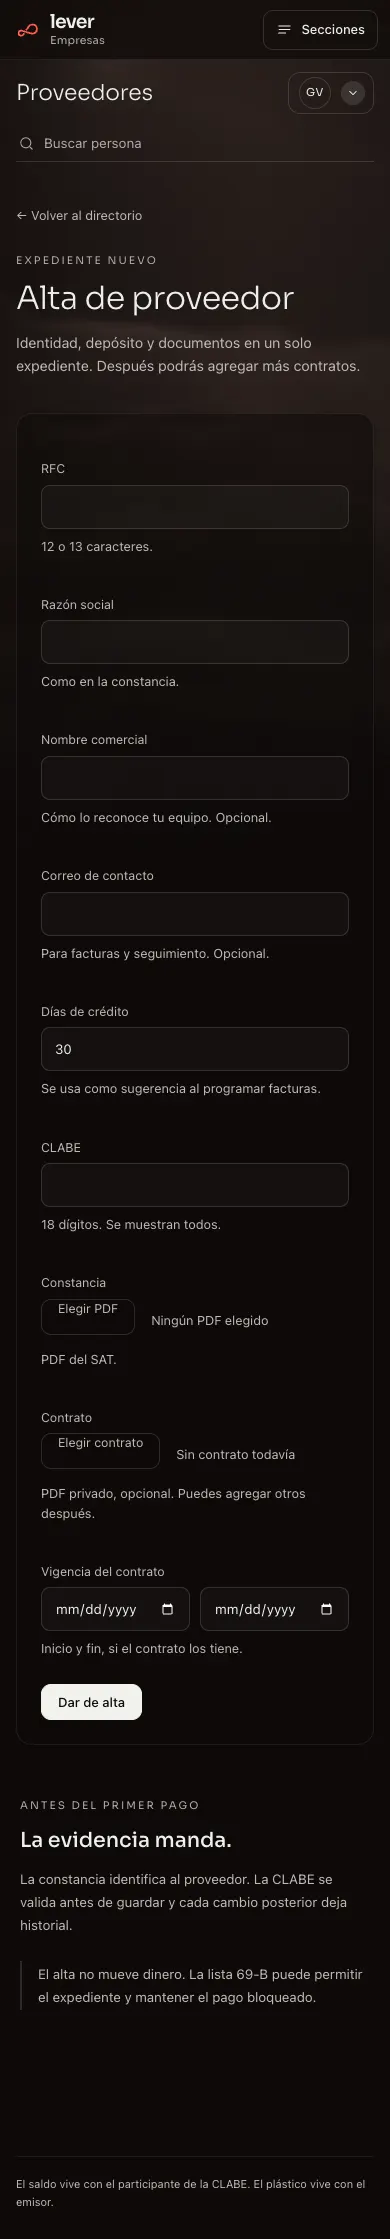 lever
Empresas
Secciones
Proveedores
GV
Buscar persona
← Volver al directorio
EXPEDIENTE NUEVO
Alta de proveedor
Identidad, depósito y documentos en un solo
expediente. Después podrás agregar más contratos.
RFC
12 o 13 caracteres.
Razón social
Como en la constancia.
Nombre comercial
Cómo lo reconoce tu equipo. Opcional.
Correo de contacto
Para facturas y seguimiento. Opcional.
Días de crédito
30
Se usa como sugerencia al programar facturas.
CLABE
18 dígitos. Se muestran todos.
Constancia
Elegir PDF
Ningún PDF elegido
PDF del SAT.
Contrato
Elegir contrato
Sin contrato todavía
PDF privado, opcional. Puedes agregar otros
después.
Vigencia del contrato
mm/dd/yyyy
mm/dd/yyyy
Inicio y fin, si el contrato los tiene.
Dar de alta
ANTES DEL PRIMER PAGO
La evidencia manda.
La constancia identifica al proveedor. La CLABE se
valida antes de guardar y cada cambio posterior deja
historial.
El alta no mueve dinero. La lista 69-B puede permitir
el expediente y mantener el pago bloqueado.
El saldo vive con el participante de la CLABE. El plástico vive con el
emisor.